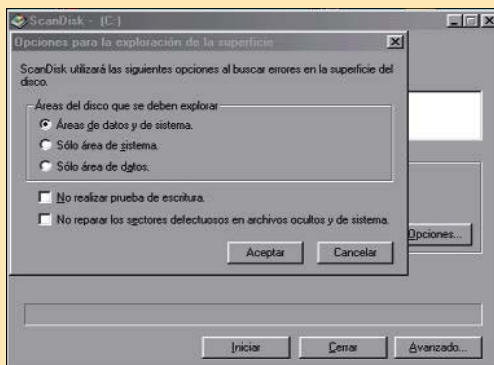 ScanDisk - (C:)
Opciones para la exploración de la superficie
ScanDisk utilizará las siguientes opciones al buscar errores en la superficie del
disco.
Áreas del disco que se deben explorar
Áreas de datos y de sistema.
Sólo área de sistema.
Sólo área de datos.
No realizar prueba de escritura.
No reparar los sectores defectuosos en archivos ocultos y de sistema.
Opciones...
Aceptar
Cancelar
Iniciar
Cerrar
Avanzado...